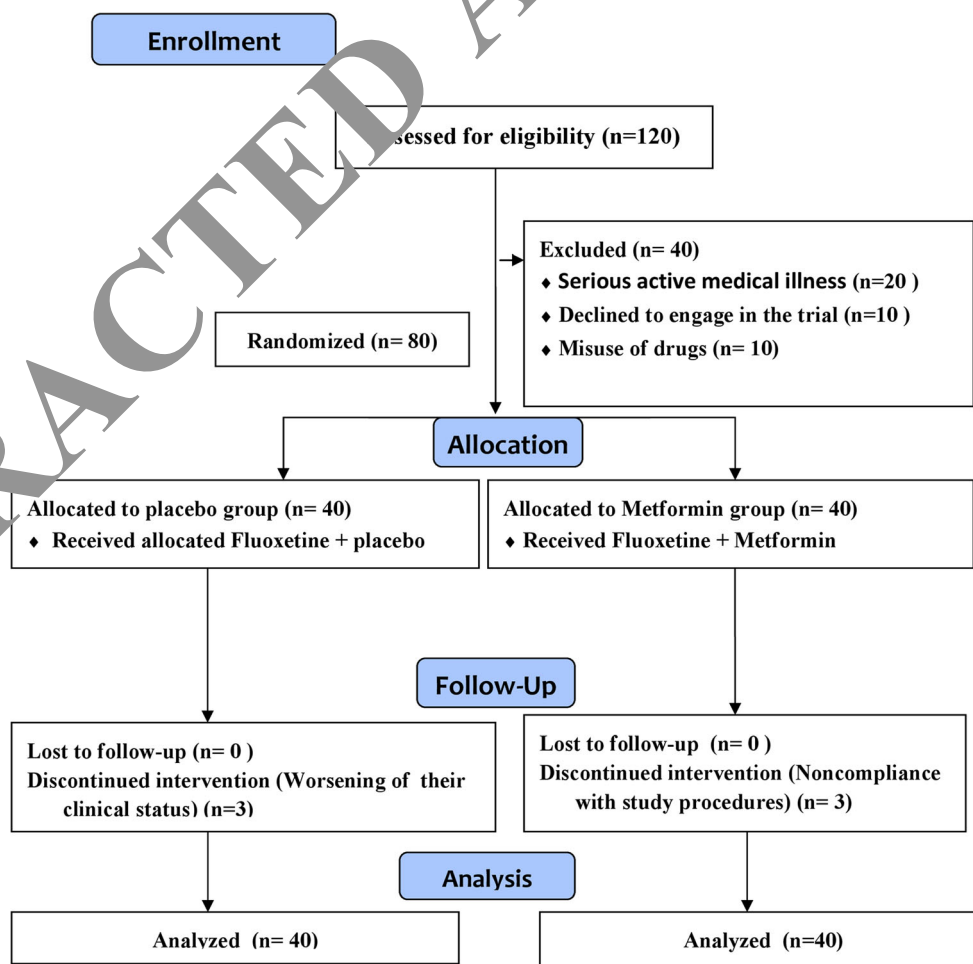 Enrollment
sessed for eligibility (n=120)
Excluded (n= 40)
♦ Serious active medical illness (n=20 )
♦ Declined to engage in the trial (n=10 )
♦ Misuse of drugs (n= 10)
Randomized (n= 80)
Allocation
Allocated to placebo group (n= 40)
♦ Received allocated Fluoxetine + placebo
Allocated to Metformin group (n= 40)
♦ Received Fluoxetine + Metformin
Follow-Up
Lost to follow-up (n= 0 )
Discontinued intervention (Worsening of their
clinical status) (n=3)
Lost to follow-up (n= 0 )
Discontinued intervention (Noncompliance
with study procedures) (n= 3)
Analysis
Analyzed (n= 40)
Analyzed (n=40)
RACTED A